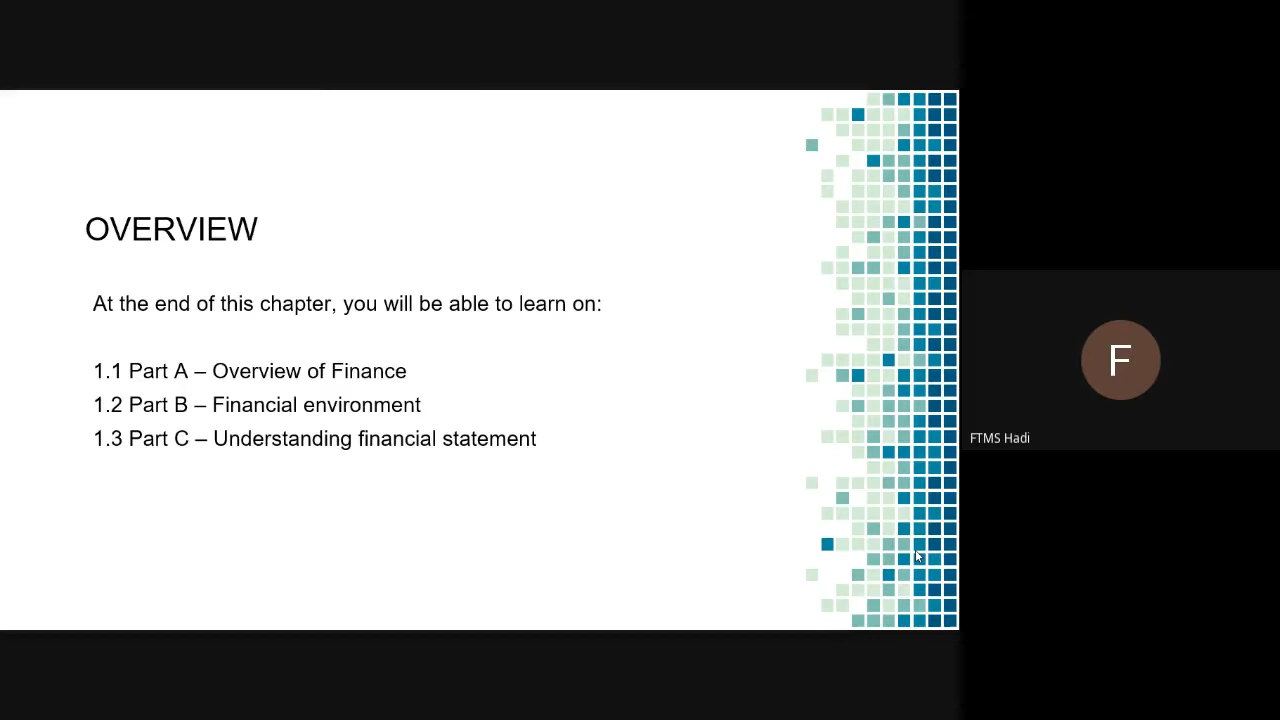 OVERVIEW
At the end of this chapter, you will be able to learn on:
1.1 Part A – Overview of Finance
1.2 Part B – Financial environment
1.3 Part C – Understanding financial statement
F
FTMS Hadi